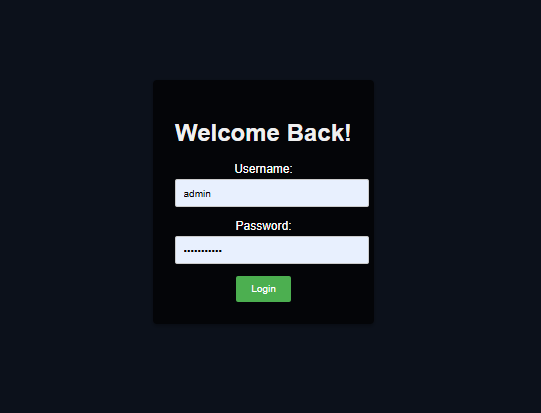 Welcome Back!
Username:
admin
Password:
•••••••••••
Login